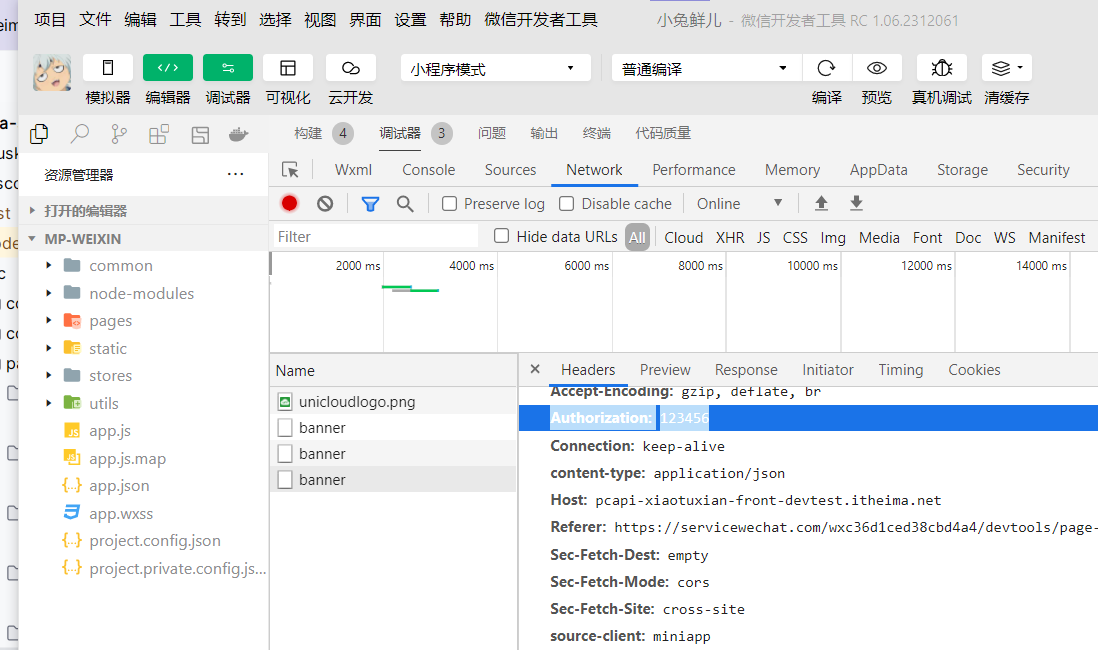 项目 文件 编辑 工具 转到 选择 视图 界面 设置 帮助 微信开发者工具 小兔鲜儿 - 微信开发者工具 RC 1.06.2312061
小程序模式 普通编译
模拟器 编辑器 调试器 可视化 云开发 编译 预览 真机调试 清缓存
构建 4 调试器 3 问题 输出 终端 代码质量
资源管理器 ...
打开的编辑器
MP-WEIXIN
common
node-modules
pages
static
stores
utils
app.js
app.js.map
app.json
app.wxss
project.config.json
project.private.config.js...
Wxml Console Sources Network Performance Memory AppData Storage Security
Preserve log Disable cache Online
Filter Hide data URLs All Cloud XHR JS CSS Img Media Font Doc WS Manifest
2000 ms 4000 ms 6000 ms 8000 ms 10000 ms 12000 ms 14000 ms
Name
unicloudlogo.png
banner
banner
banner
Headers Preview Response Initiator Timing Cookies
Accept-Encoding: gzip, deflate, br
Authorization: 123456
Connection: keep-alive
content-type: application/json
Host: pcapi-xiaotuxian-front-devtest.itheima.net
Referer: https://servicewechat.com/wxc36d1ced38cbd4a4/devtools/page-
Sec-Fetch-Dest: empty
Sec-Fetch-Mode: cors
Sec-Fetch-Site: cross-site
source-client: miniapp